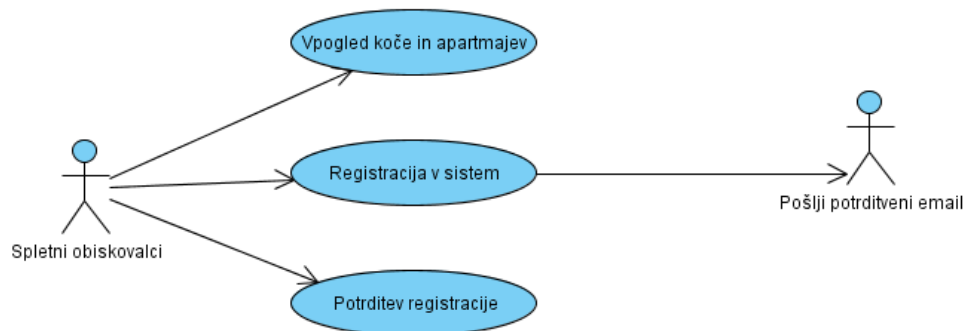 Vpogled koče in apartmajev
Registracija v sistem
Pošlji potrditveni email
Spletni obiskovalci
Potrditev registracije